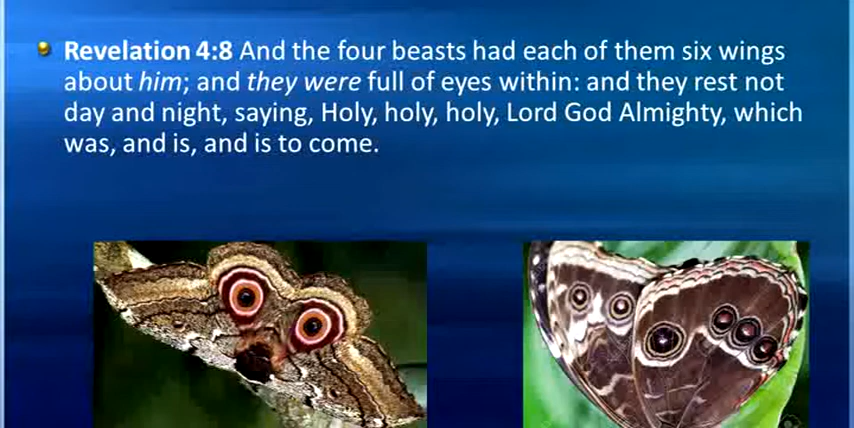 Revelation 4:8 And the four beasts had each of them six wings
about him; and they were full of eyes within: and they rest not
day and night, saying, Holy, holy, holy, Lord God Almighty, which
was, and is, and is to come.